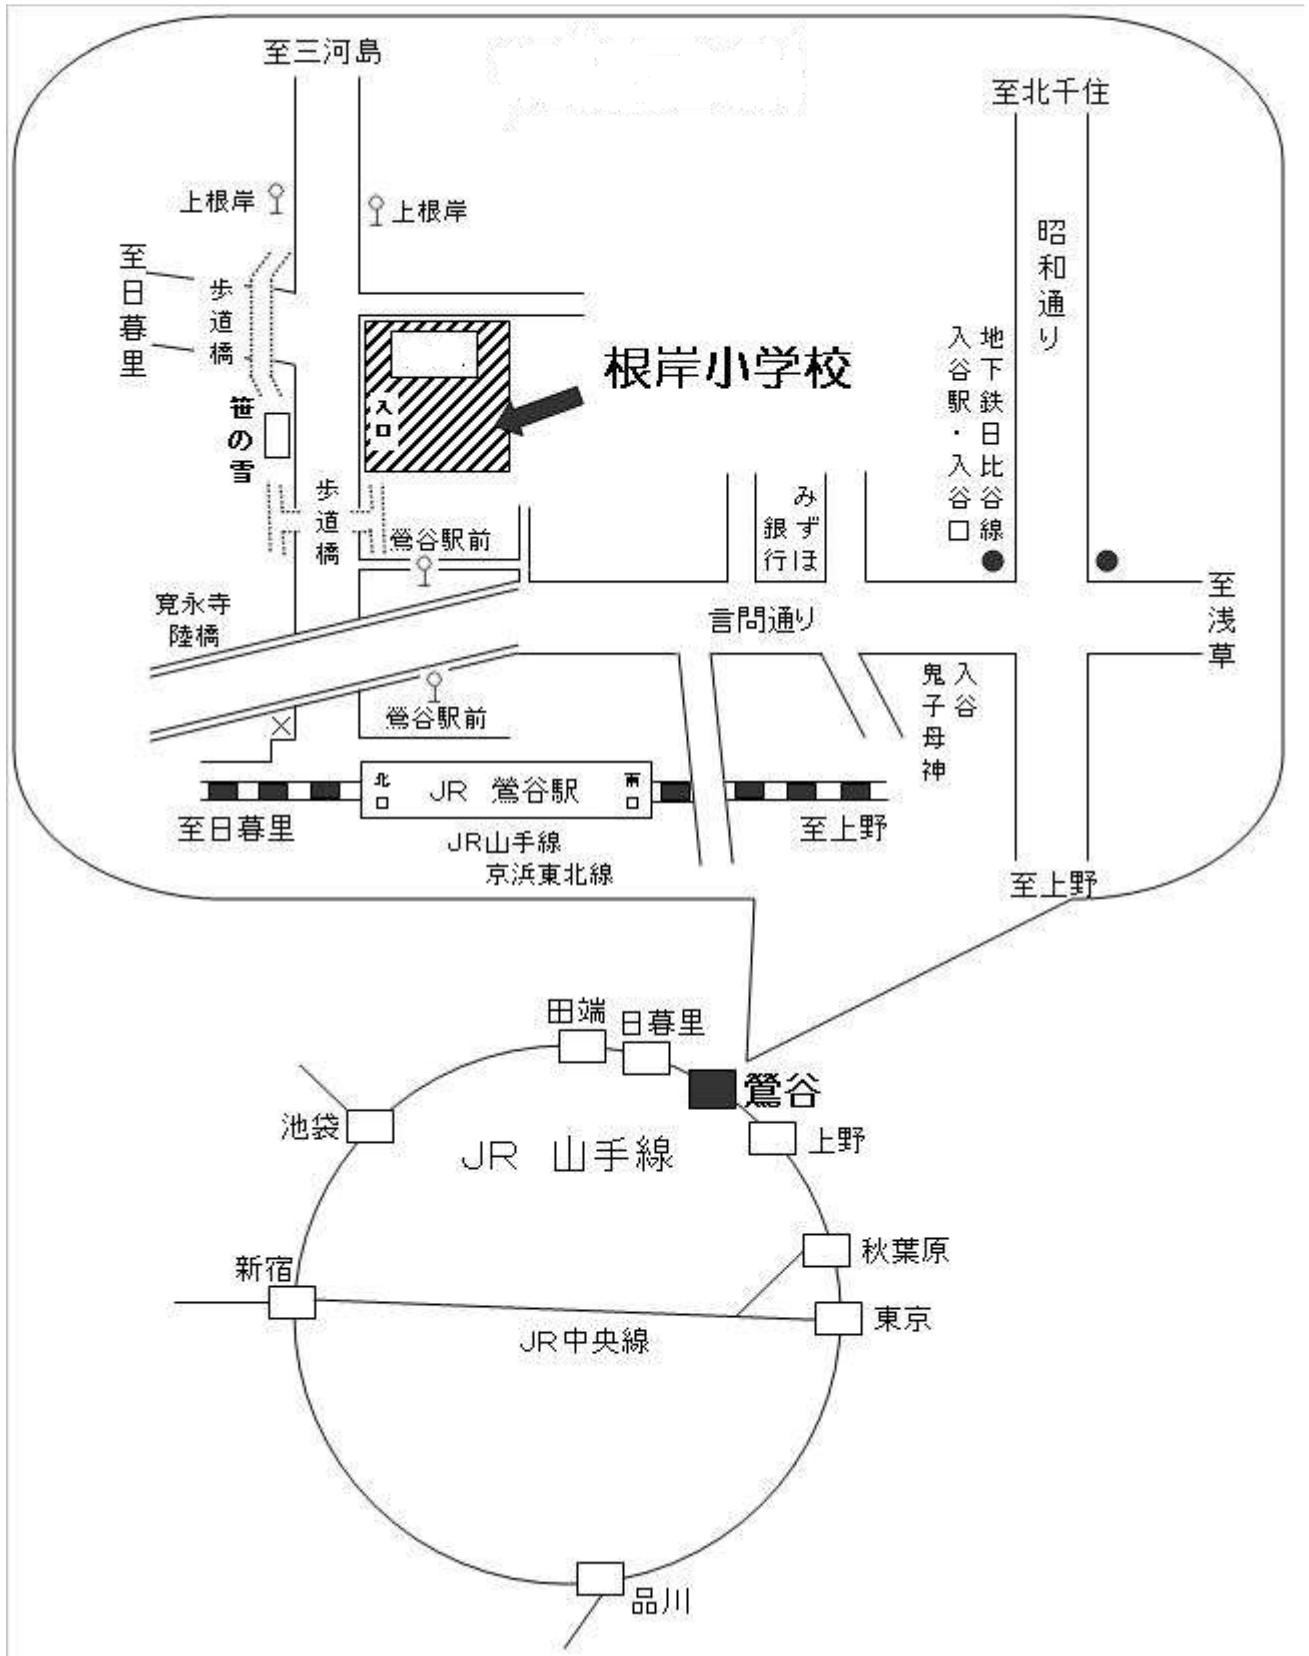 至三河島
至北千住
上根岸
上根岸
昭和通り
至日暮里
歩道橋
根岸小学校
地下鉄日比谷線
入谷駅・入谷口
入口
笹の雪
歩道橋
みずほ
銀行
鶯谷駅前
寛永寺
陸橋
言問通り
至浅草
入谷
鬼子母神
鶯谷駅前
北口
JR 鶯谷駅
南口
至日暮里
至上野
JR山手線
京浜東北線
至上野
田端
日暮里
鶯谷
池袋
上野
JR 山手線
秋葉原
新宿
東京
JR中央線
品川